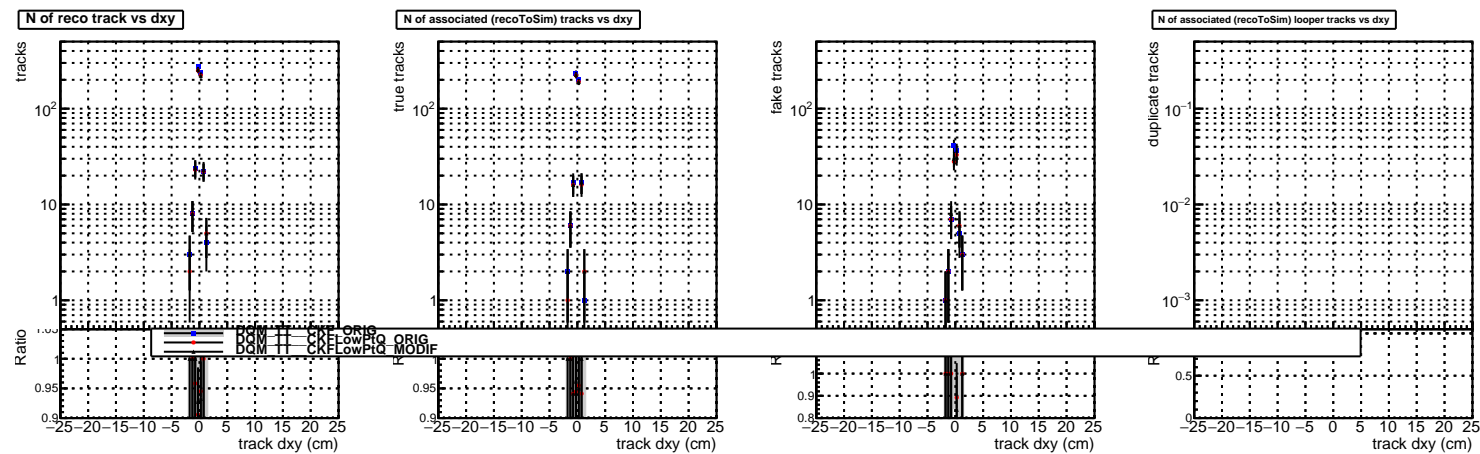 N of reco track vs dxy
N of associated (recoToSim) tracks vs dxy
N of associated (recoToSim) looper tracks vs dxy
tracks
10²
10
1
Ratio
1
0.95
0.9
−25 −20 −15 −10 −5 0 5 10 15 20 25
track dxy (cm)
true tracks
10²
10
1
0.95
0.9
−25 −20 −15 −10 −5 0 5 10 15 20 25
track dxy (cm)
fake tracks
10²
10
1
1
0.9
0.8
−25 −20 −15 −10 −5 0 5 10 15 20 25
track dxy (cm)
duplicate tracks
10⁻¹
10⁻²
10⁻³
0.5
0
−25 −20 −15 −10 −5 0 5 10 15 20 25
track dxy (cm)
DQM_TT___CKF_ORIG
DQM_TT___CKFLowPtQ_ORIG
DQM_TT___CKFLowPtQ_MODIF